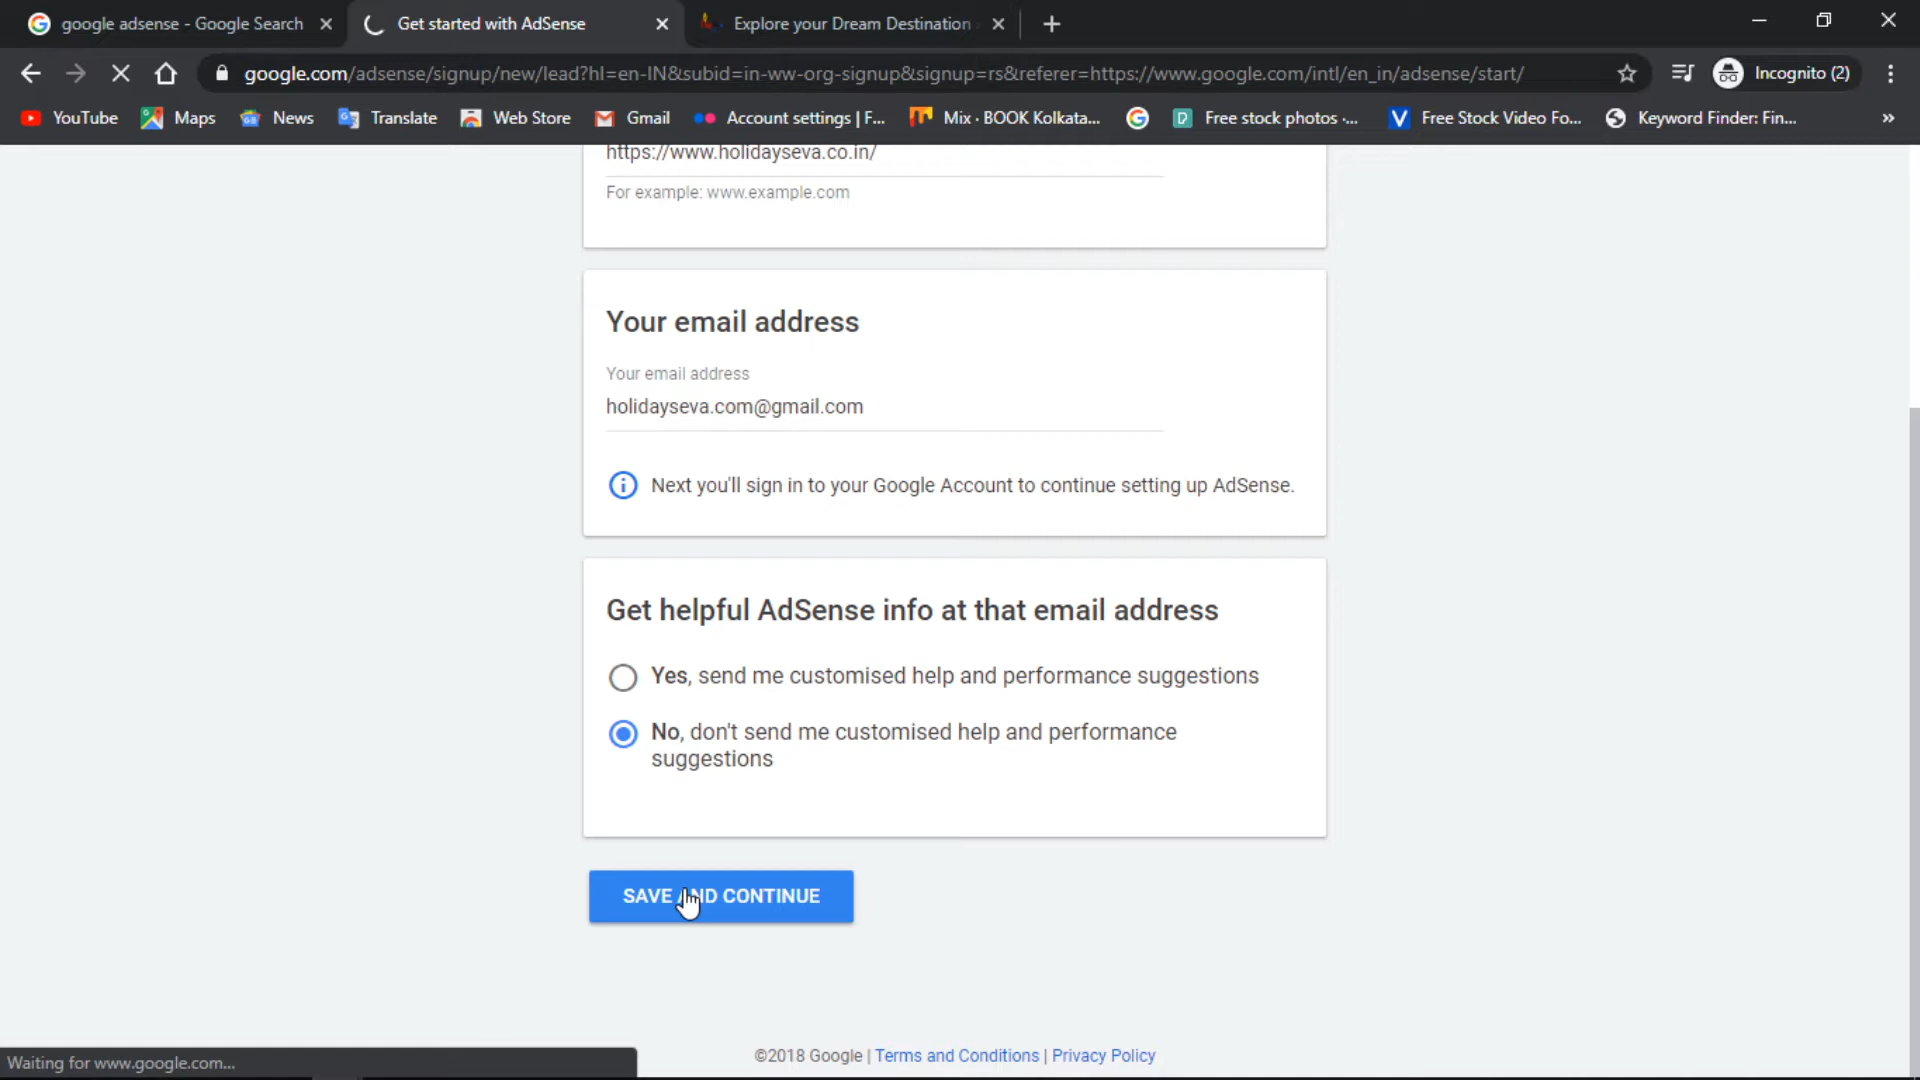 google adsense - Google Search
Get started with AdSense
Explore your Dream Destination
google.com/adsense/signup/new/lead?hl=en-IN&subid=in-ww-org-signup&signup=rs&referer=https://www.google.com/intl/en_in/adsense/start/
Incognito (2)
YouTube
Maps
News
Translate
Web Store
Gmail
Account settings | F...
Mix · BOOK Kolkata...
Free stock photos ·...
Free Stock Video Fo...
Keyword Finder: Fin...
»
https://www.holidayseva.co.in/
For example: www.example.com
Your email address
Your email address
holidayseva.com@gmail.com
Next you'll sign in to your Google Account to continue setting up AdSense.
Get helpful AdSense info at that email address
Yes, send me customised help and performance suggestions
No, don't send me customised help and performance
suggestions
SAVE AND CONTINUE
©2018 Google | Terms and Conditions | Privacy Policy
Waiting for www.google.com...